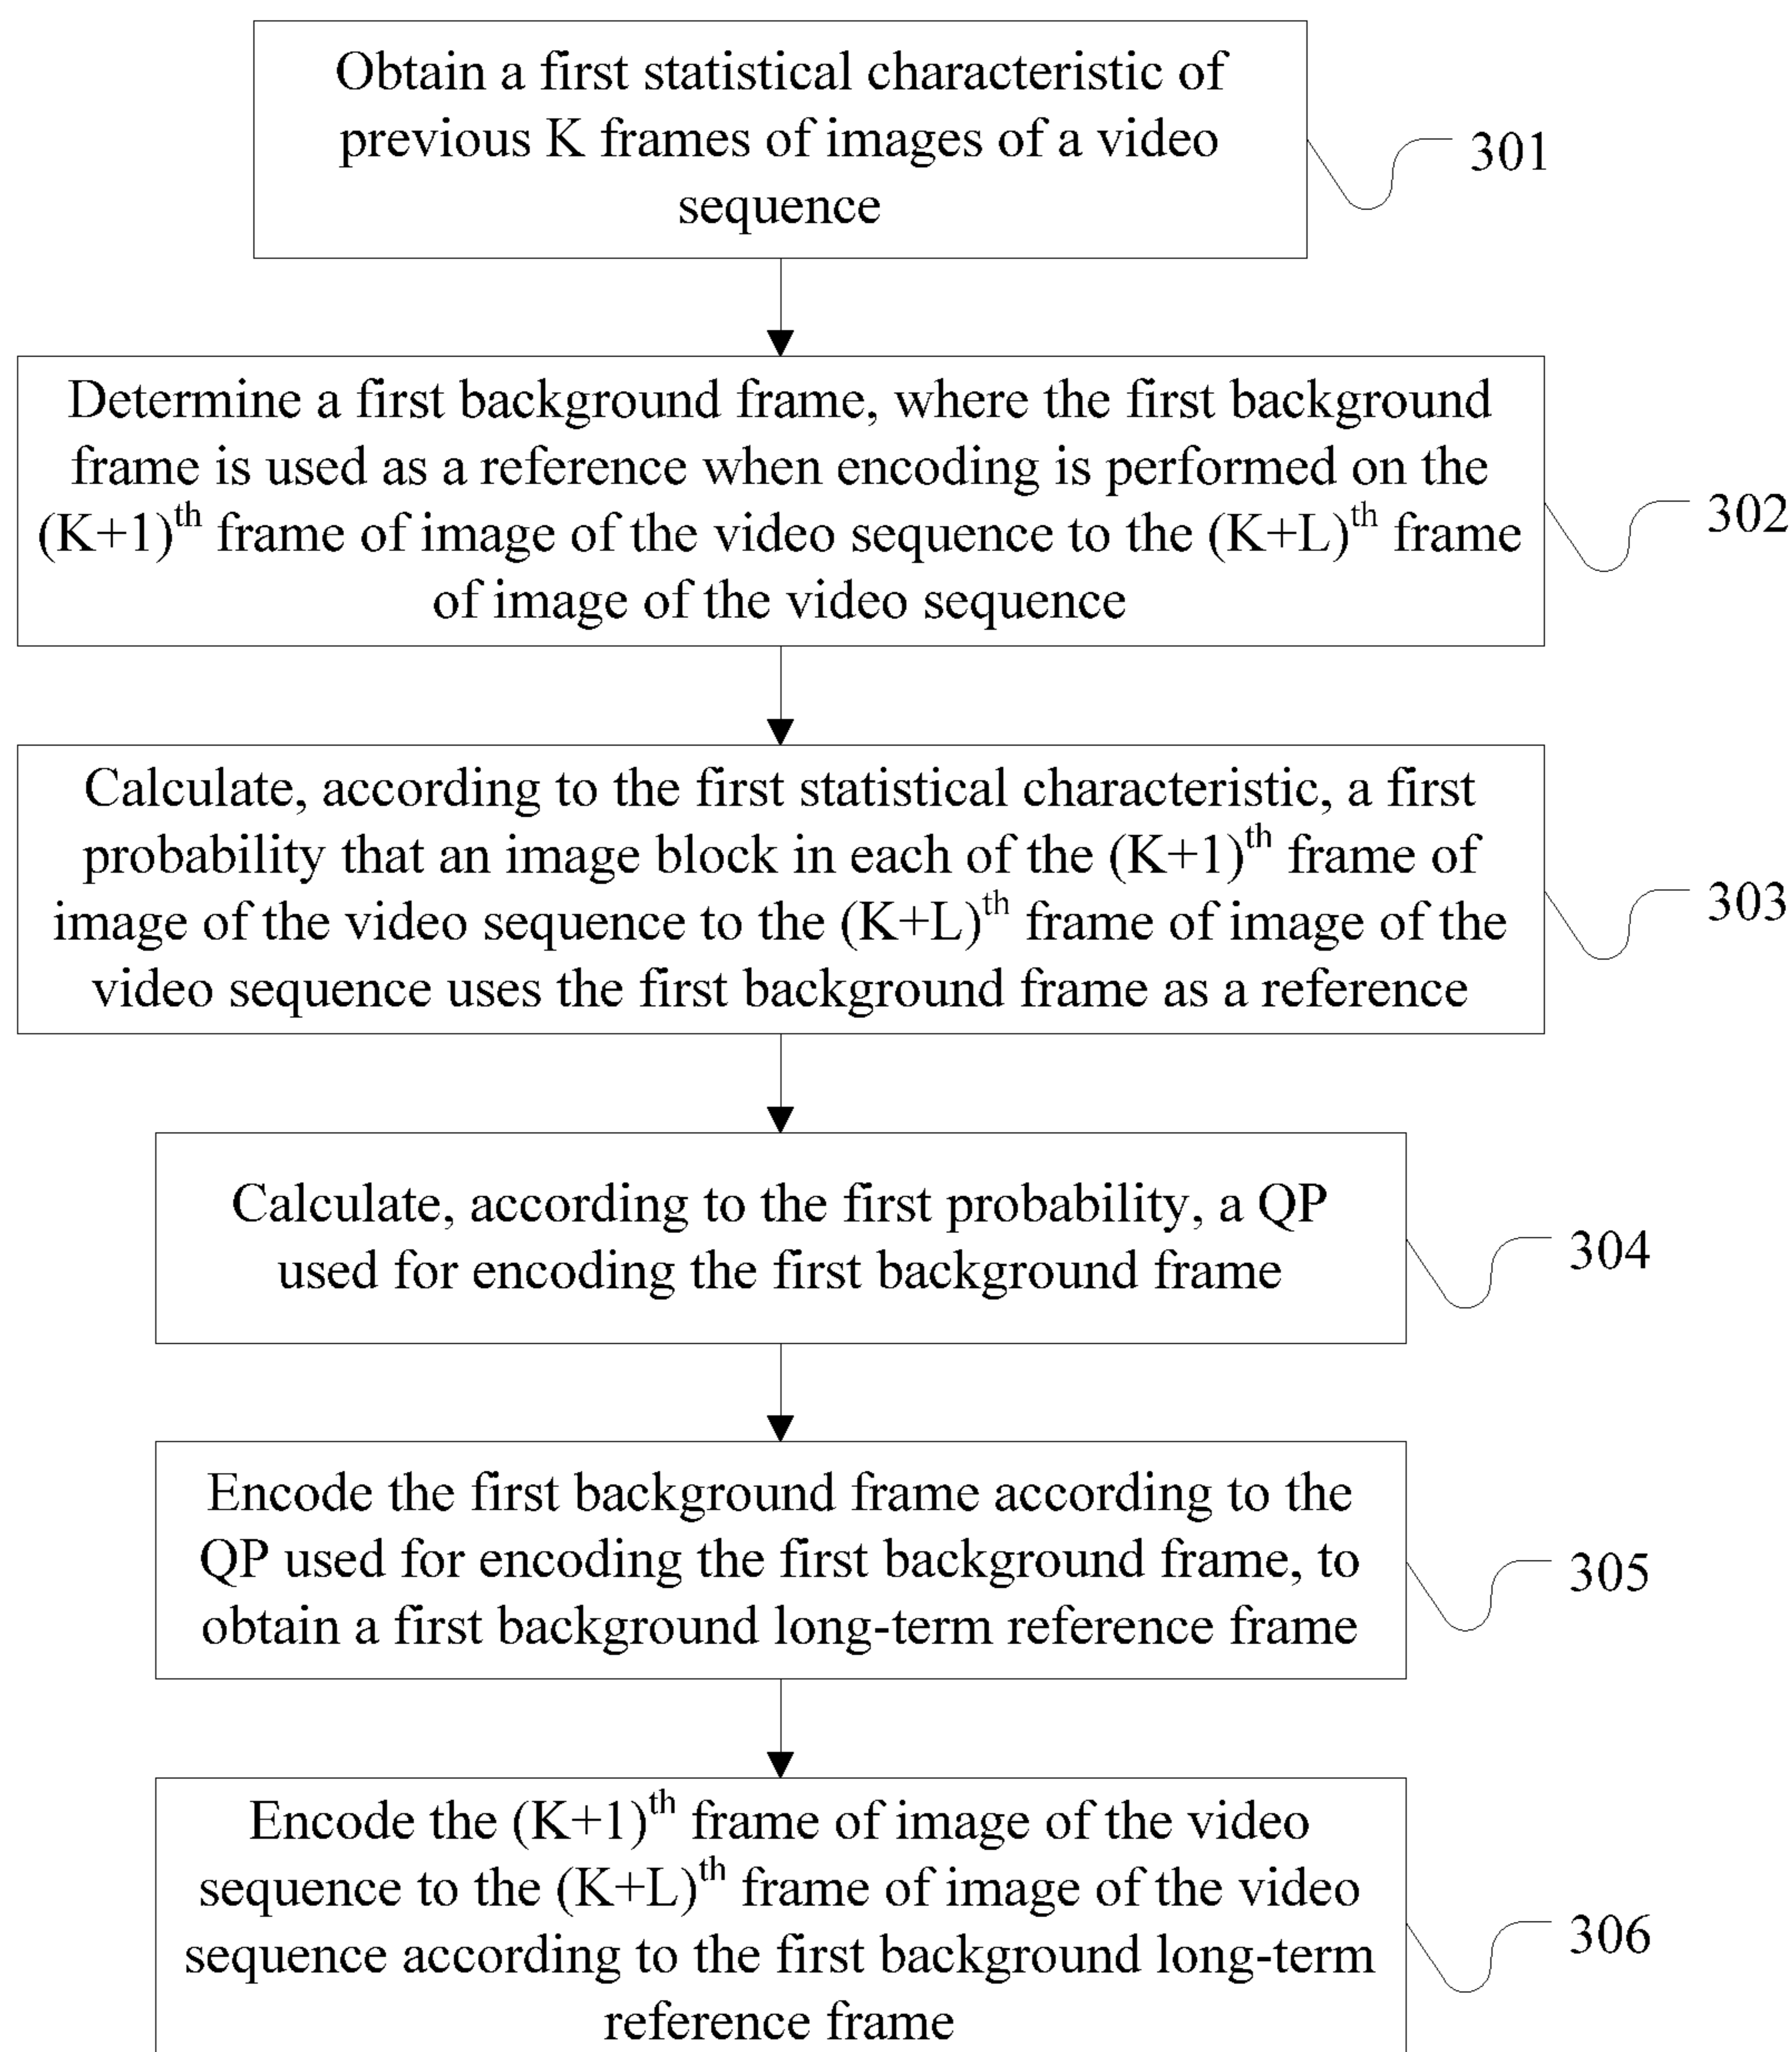 Obtain a first statistical characteristic of
previous K frames of images of a video
sequence
301
Determine a first background frame, where the first background
frame is used as a reference when encoding is performed on the
(K+1)th frame of image of the video sequence to the (K+L)th frame
of image of the video sequence
302
Calculate, according to the first statistical characteristic, a first
probability that an image block in each of the (K+1)th frame of
image of the video sequence to the (K+L)th frame of image of the
video sequence uses the first background frame as a reference
303
Calculate, according to the first probability, a QP
used for encoding the first background frame
304
Encode the first background frame according to the
QP used for encoding the first background frame, to
obtain a first background long-term reference frame
305
Encode the (K+1)th frame of image of the video
sequence to the (K+L)th frame of image of the video
sequence according to the first background long-term
reference frame
306